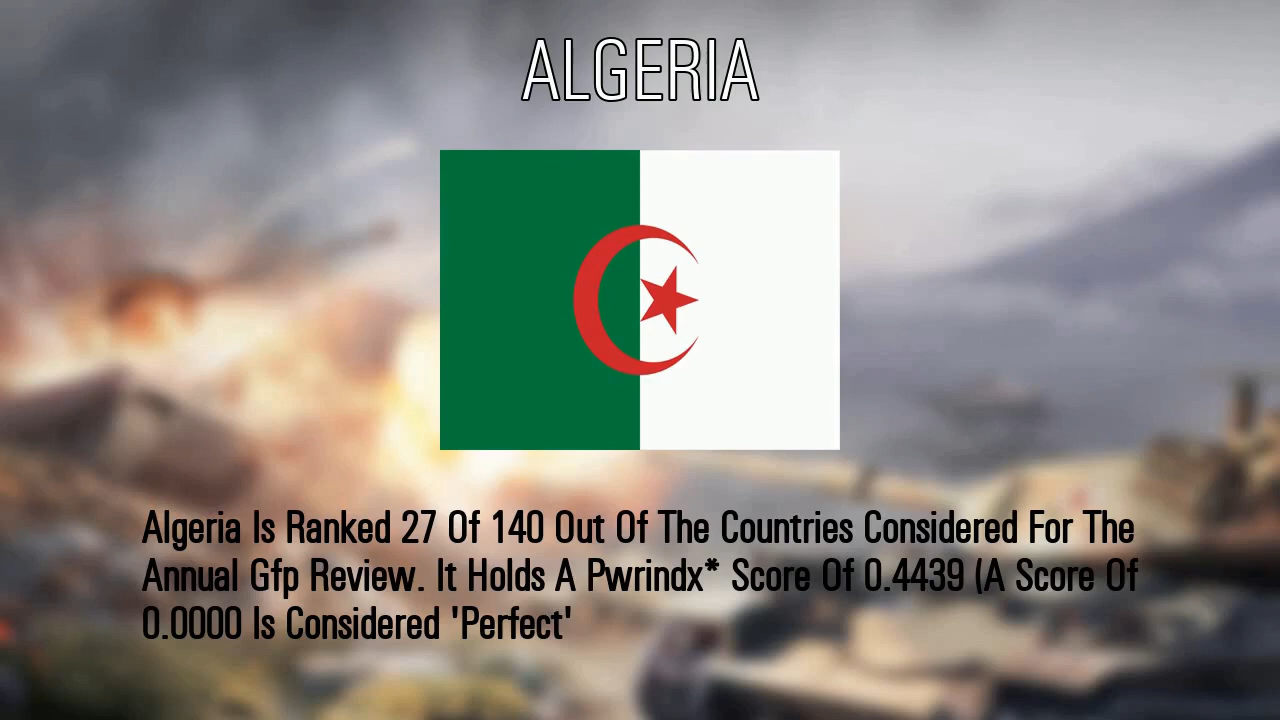 ALGERIA
Algeria Is Ranked 27 Of 140 Out Of The Countries Considered For The
Annual Gfp Review. It Holds A Pwrindx* Score Of 0.4439 (A Score Of
0.0000 Is Considered 'Perfect'